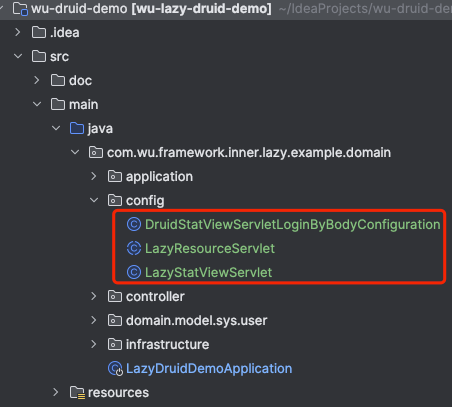 wu-druid-demo [wu-lazy-druid-demo] ~/IdeaProjects/wu-druid-de
.idea
src
doc
main
java
com.wu.framework.inner.lazy.example.domain
application
config
DruidStatViewServletLoginByBodyConfiguration
LazyResourceServlet
LazyStatViewServlet
controller
domain.model.sys.user
infrastructure
LazyDruidDemoApplication
resources